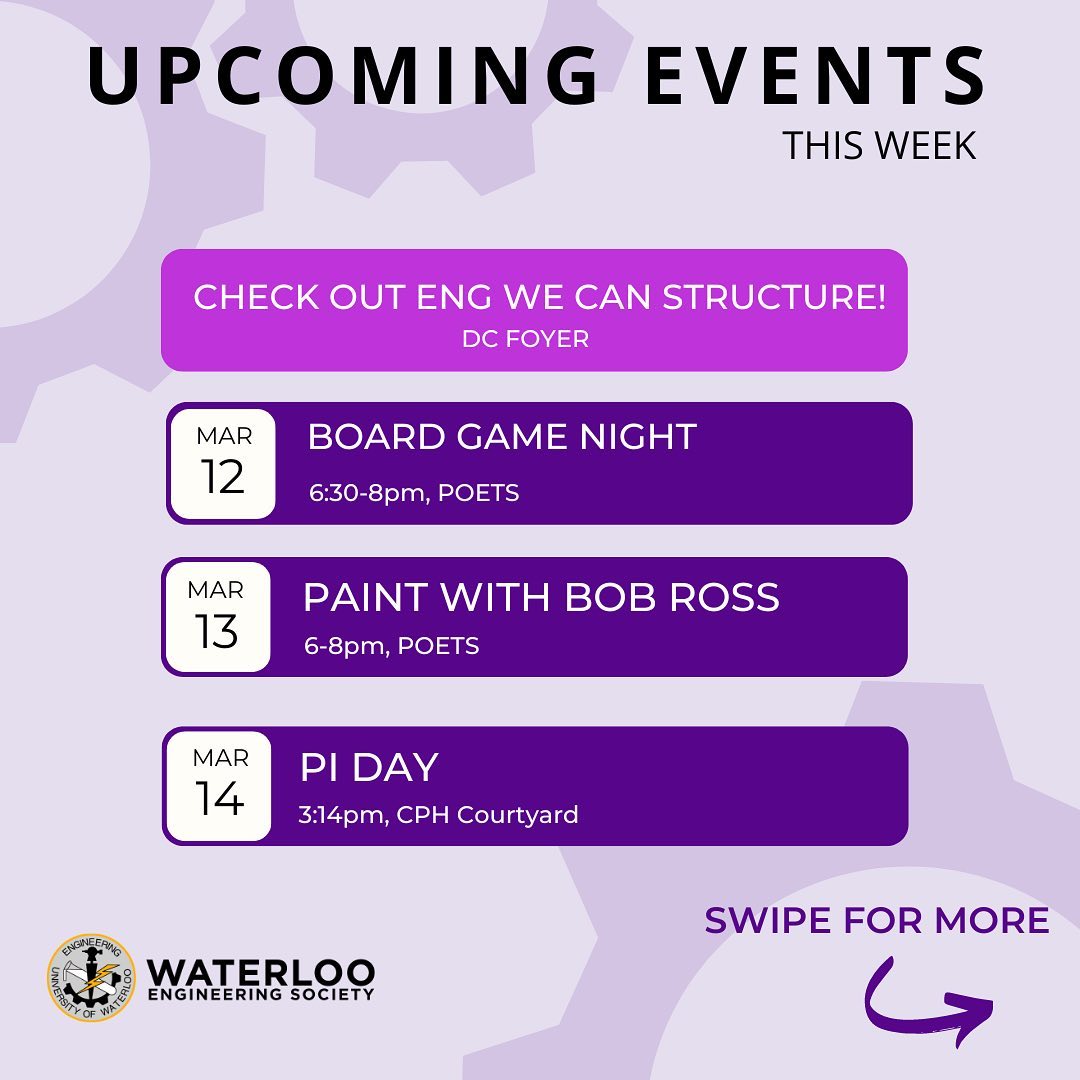 UPCOMING EVENTS
THIS WEEK
CHECK OUT ENG WE CAN STRUCTURE!
DC FOYER
MAR
12
BOARD GAME NIGHT
6:30-8pm, POETS
MAR
13
PAINT WITH BOB ROSS
6-8pm, POETS
MAR
14
PI DAY
3:14pm, CPH Courtyard
SWIPE FOR MORE
ENGINEERING
UNIVERSITY OF WATERLOO
WATERLOO
ENGINEERING SOCIETY